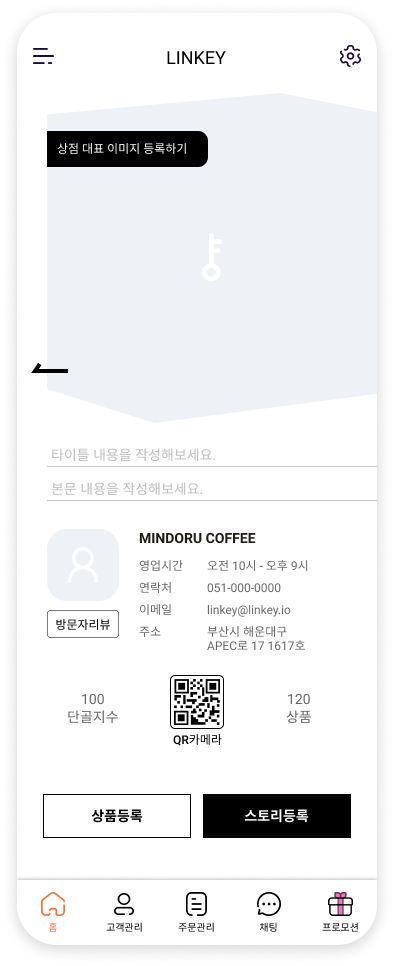 LINKEY
상점 대표 이미지 등록하기
타이틀 내용을 작성해보세요.
본문 내용을 작성해보세요.
MINDORU COFFEE
영업시간 오전 10시 - 오후 9시
연락처 051-000-0000
이메일 linkey@linkey.io
주소 부산시 해운대구
APEC로 17 1617호
방문자리뷰
100
단골지수
QR카메라
120
상품
상품등록
스토리등록
홈
고객관리
주문관리
채팅
프로모션